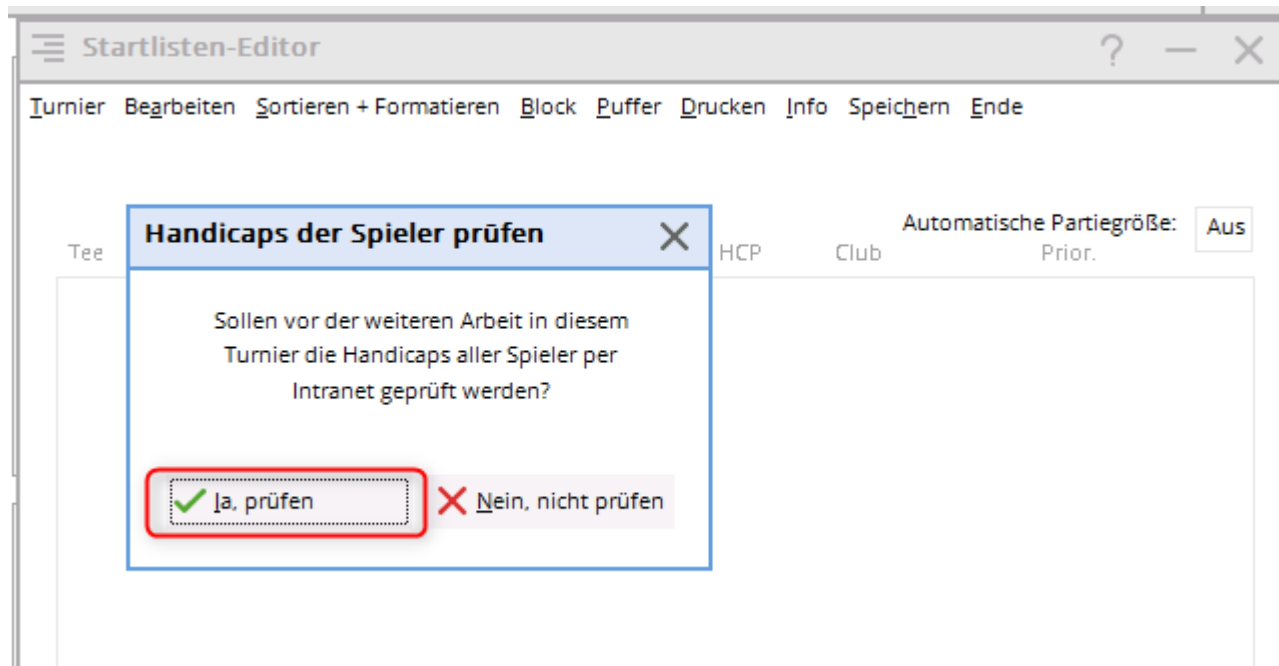 Startlisten-Editor ?
Turnier Bearbeiten Sortieren + Formatieren Block Puffer Drucken Info Speichern Ende
Automatische Partiegröße: Aus
Tee HCP Club Prior.
Handicaps der Spieler prüfen
Sollen vor der weiteren Arbeit in diesem
Turnier die Handicaps aller Spieler per
Intranet geprüft werden?
Ja, prüfen Nein, nicht prüfen